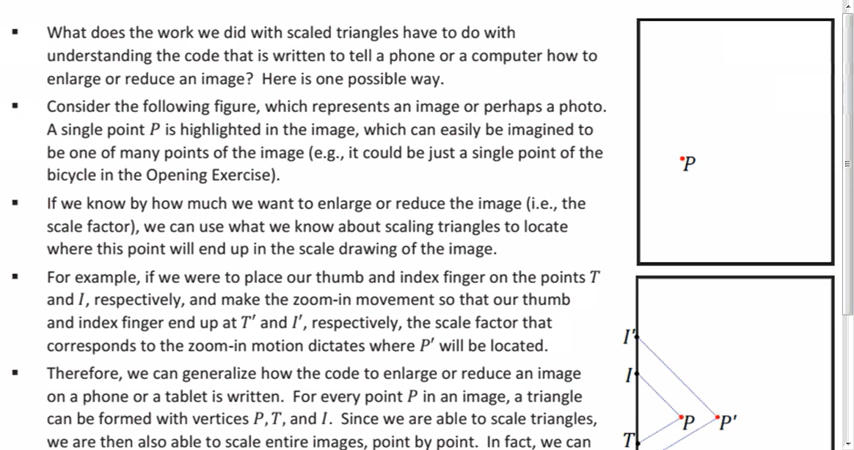 ▪ What does the work we did with scaled triangles have to do with
understanding the code that is written to tell a phone or a computer how to
enlarge or reduce an image? Here is one possible way.
▪ Consider the following figure, which represents an image or perhaps a photo.
A single point P is highlighted in the image, which can easily be imagined to
be one of many points of the image (e.g., it could be just a single point of the
bicycle in the Opening Exercise).
▪ If we know by how much we want to enlarge or reduce the image (i.e., the
scale factor), we can use what we know about scaling triangles to locate
where this point will end up in the scale drawing of the image.
▪ For example, if we were to place our thumb and index finger on the points T
and I, respectively, and make the zoom-in movement so that our thumb
and index finger end up at T′ and I′, respectively, the scale factor that
corresponds to the zoom-in motion dictates where P′ will be located.
▪ Therefore, we can generalize how the code to enlarge or reduce an image
on a phone or a tablet is written. For every point P in an image, a triangle
can be formed with vertices P, T, and I. Since we are able to scale triangles,
we are then also able to scale entire images, point by point. In fact, we can
P
I′
I
P P′
T